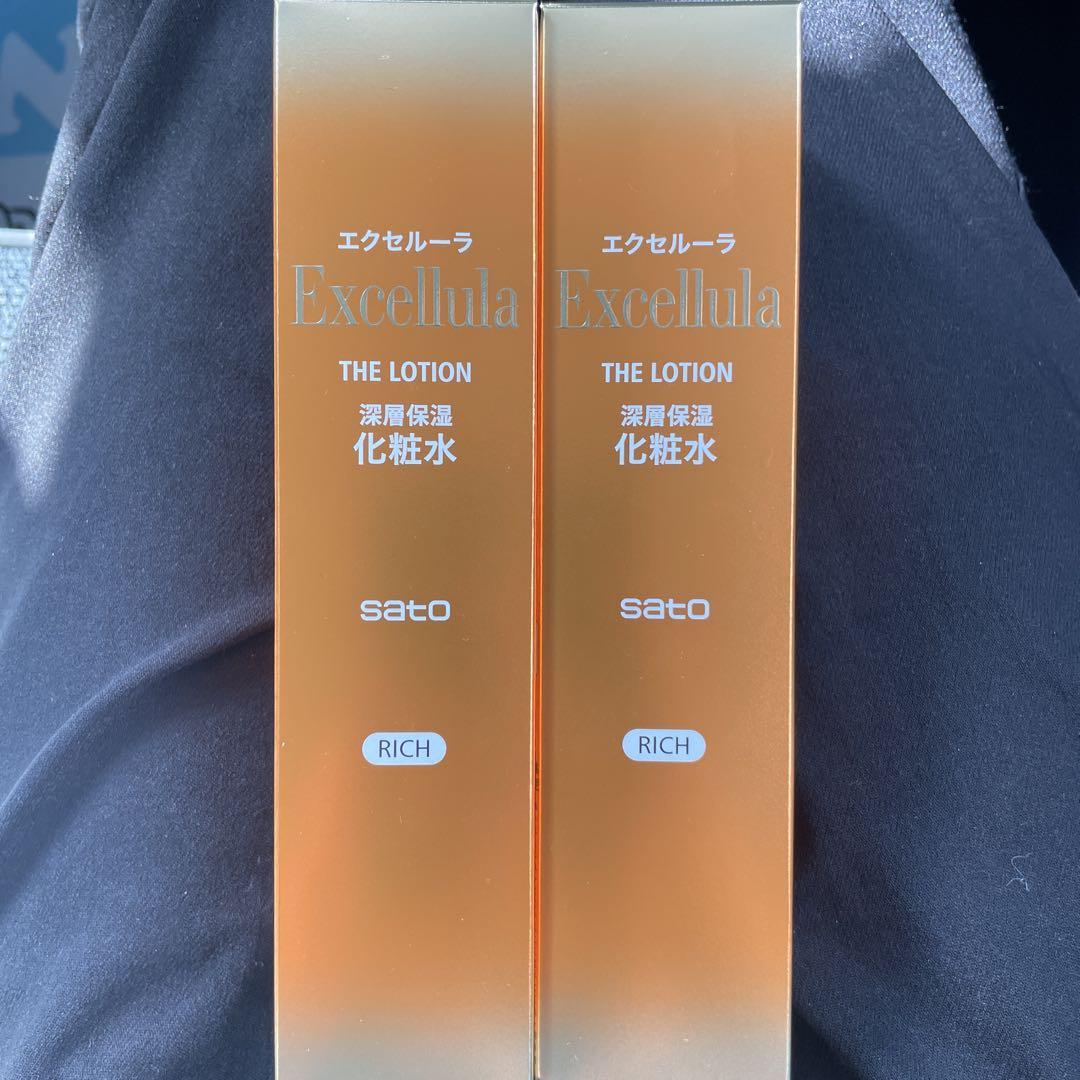 エクセルーラ
Excellula
THE LOTION
深層保湿
化粧水
sato
RICH
エクセルーラ
Excellula
THE LOTION
深層保湿
化粧水
sato
RICH